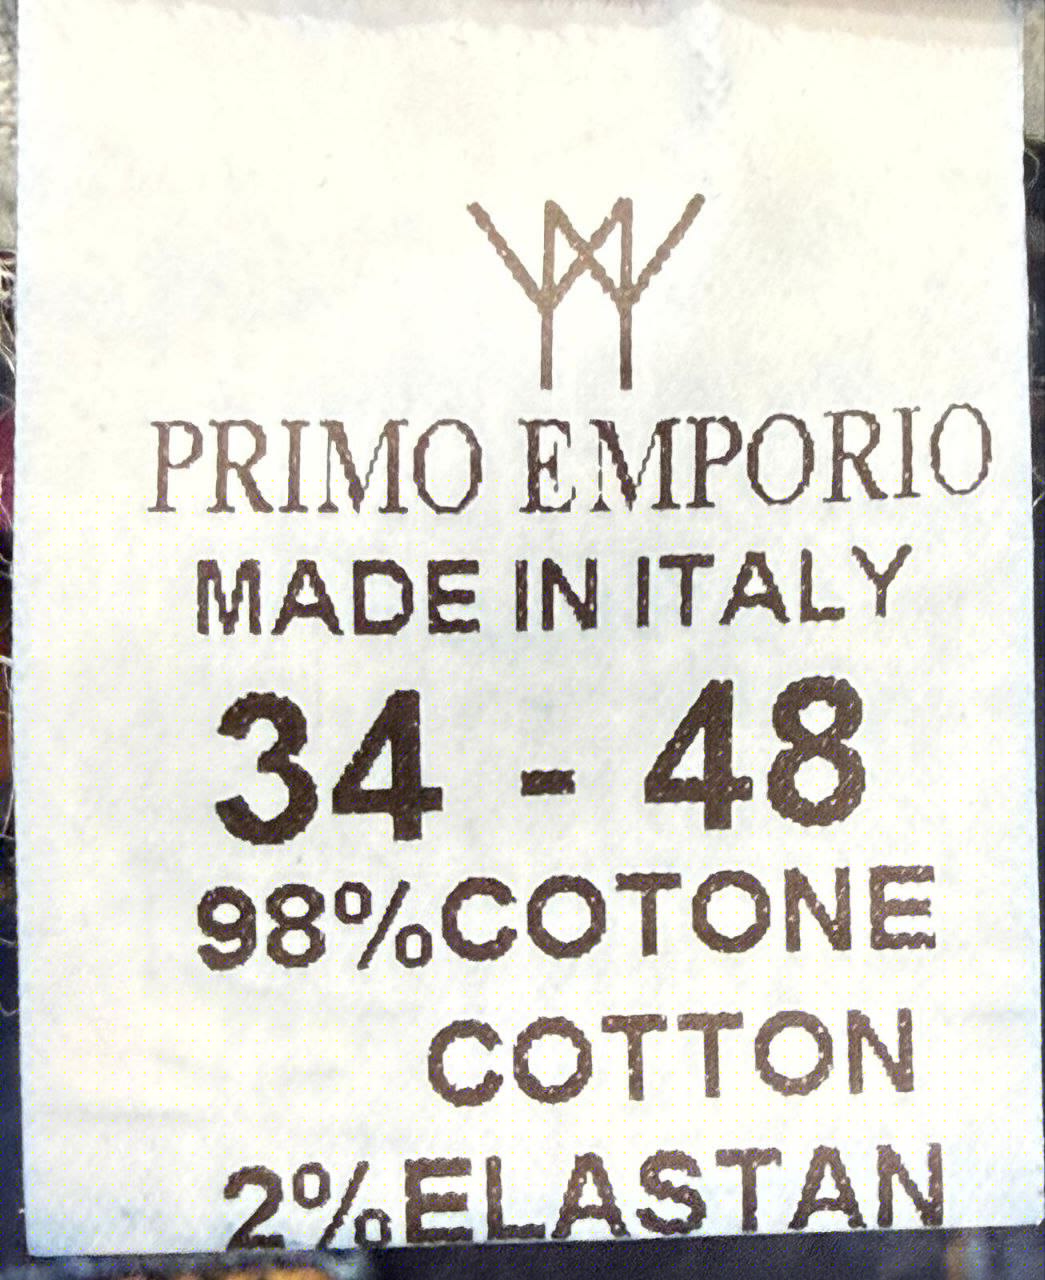 PRIMO EMPORIO
MADE IN ITALY
34 - 48
98%COTONE
COTTON
2%ELASTAN